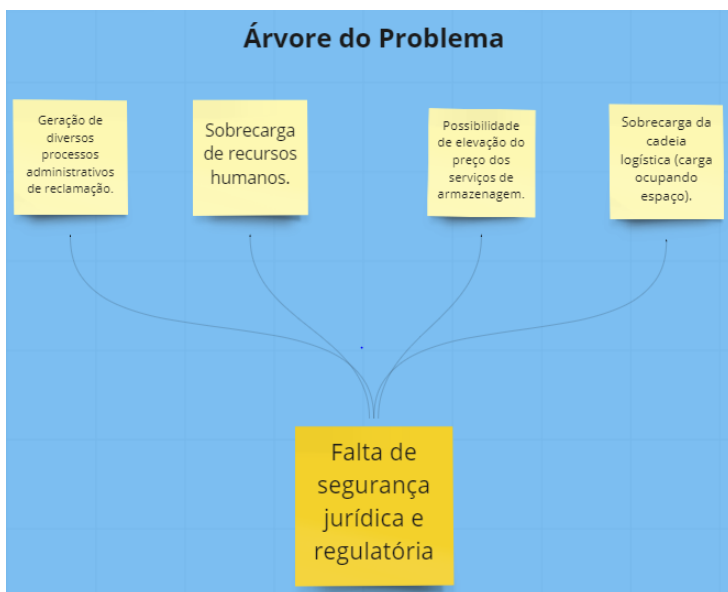 Árvore do Problema
Geração de
diversos
processos
administrativos
de reclamação.
Sobrecarga
de recursos
humanos.
Possibilidade
de elevação do
preço dos
serviços de
armazenagem.
Sobrecarga da
cadeia
logística (carga
ocupando
espaço).
Falta de
segurança
jurídica e
regulatória